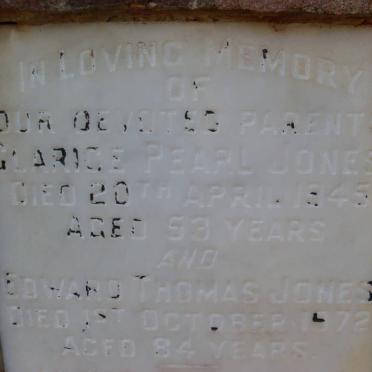 IN LOVING MEMORY
OF
OUR DEVOTED PARENTS
CLARICE PEARL JONES
DIED 20TH APRIL 1945
AGED 53 YEARS
AND
EDWARD THOMAS JONES
DIED 1ST OCTOBER 1972
AGED 84 YEARS.